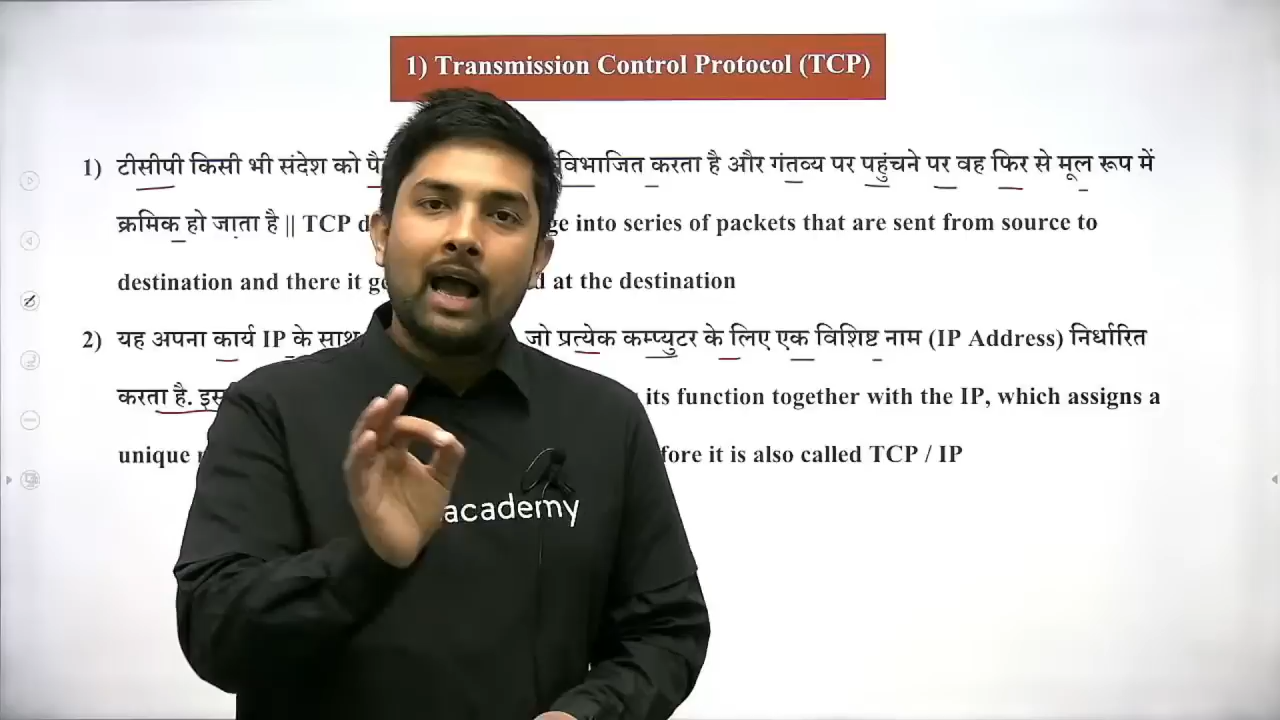 1) Transmission Control Protocol (TCP)
1) टीसीपी किसी भी संदेश को विभाजित करता है और गंतव्य पर पहुंचने पर वह फिर से मूल रूप में
क्रमिक हो जाता है || TCP into series of packets that are sent from source to
destination and there it at the destination
2) यह अपना कार्य IP के साथ जो प्रत्येक कम्प्युटर के लिए एक विशिष्ट नाम (IP Address) निर्धारित
करता है. its function together with the IP, which assigns a
unique it is also called TCP / IP
academy